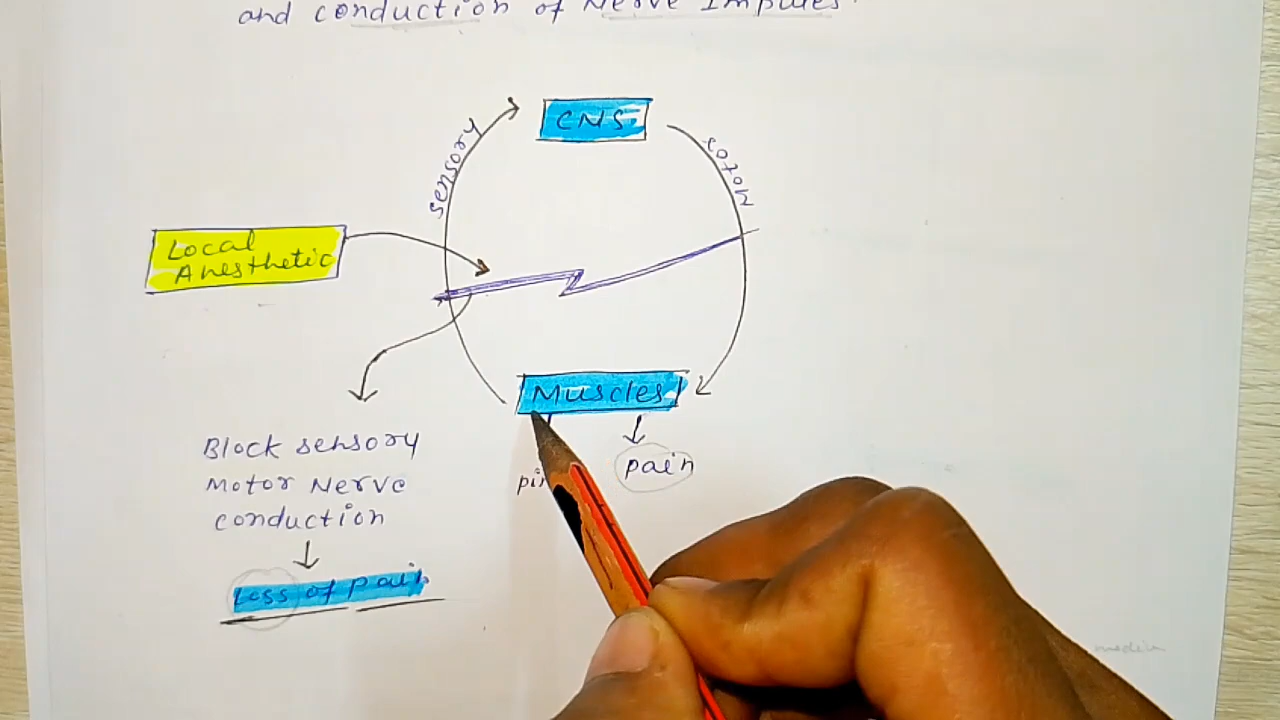 and conduction of Nerve Impules.
CNS
sensory
Motor
Local
Anesthetic
Muscles
pain
Block sensory
Motor Nerve
conduction
Loss of pain